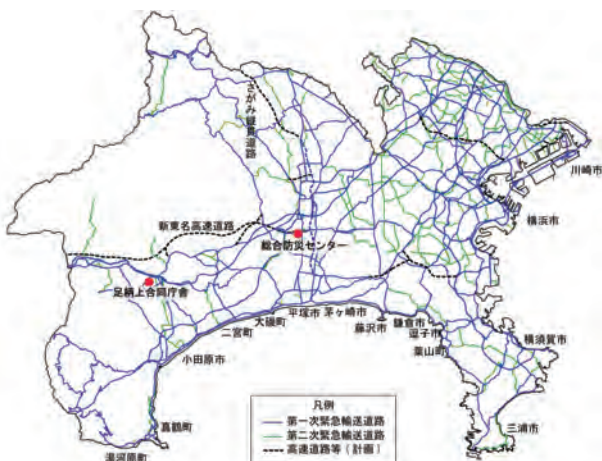 さがみ縦貫道路
川崎市
横浜市
新東名高速道路
総合防災センター
足柄上合同庁舎
平塚市
茅ヶ崎市
大磯町
藤沢市
鎌倉市
逗子市
二宮町
葉山町
横須賀市
小田原市
三浦市
真鶴町
湯河原町
凡例
第一次緊急輸送道路
第二次緊急輸送道路
高速道路等（計画）